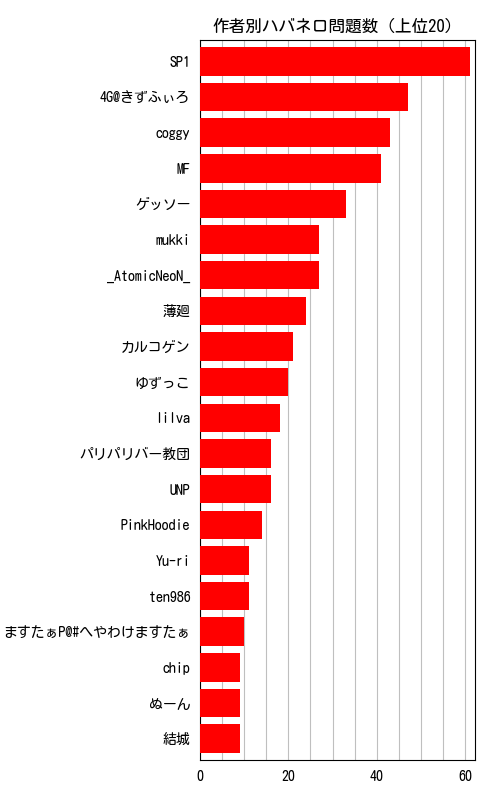 作者別ハバネロ問題数（上位20）
SP1
4G@きずふぃろ
coggy
MF
ゲッソー
mukki
_AtomicNeoN_
薄廻
カルコゲン
ゆずっこ
lilva
パリパリバー教団
UNP
PinkHoodie
Yu-ri
ten986
ますたぁP@#へやわけますたぁ
chip
ぬーん
結城
0 20 40 60